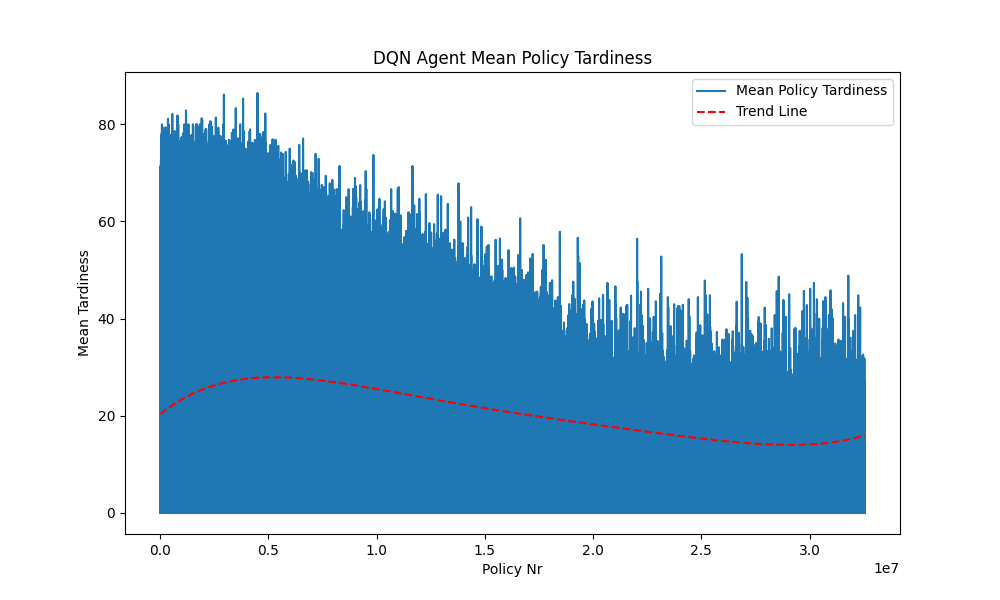 DQN Agent Mean Policy Tardiness
Mean Policy Tardiness
Trend Line
Mean Tardiness
80
60
40
20
0
0.0 0.5 1.0 1.5 2.0 2.5 3.0
1e7
Policy Nr